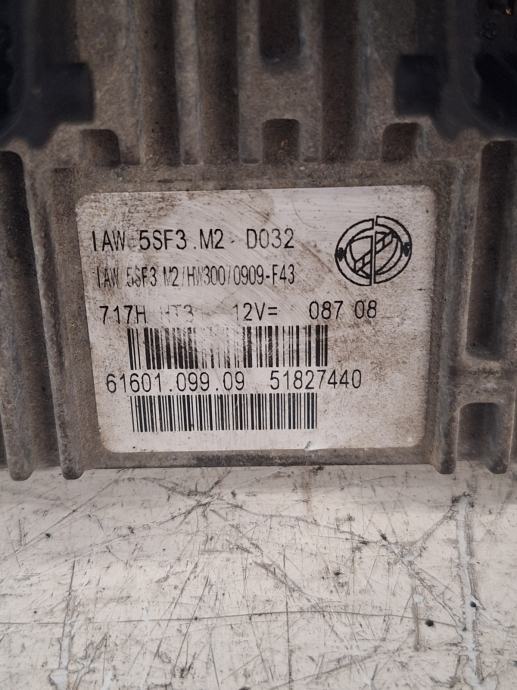 IAW 5SF3.M2 - D032
IAW 5SF3 M2/HW300/0909-F43
717H HT3 12V= 087 08
61601.099.09 51827440